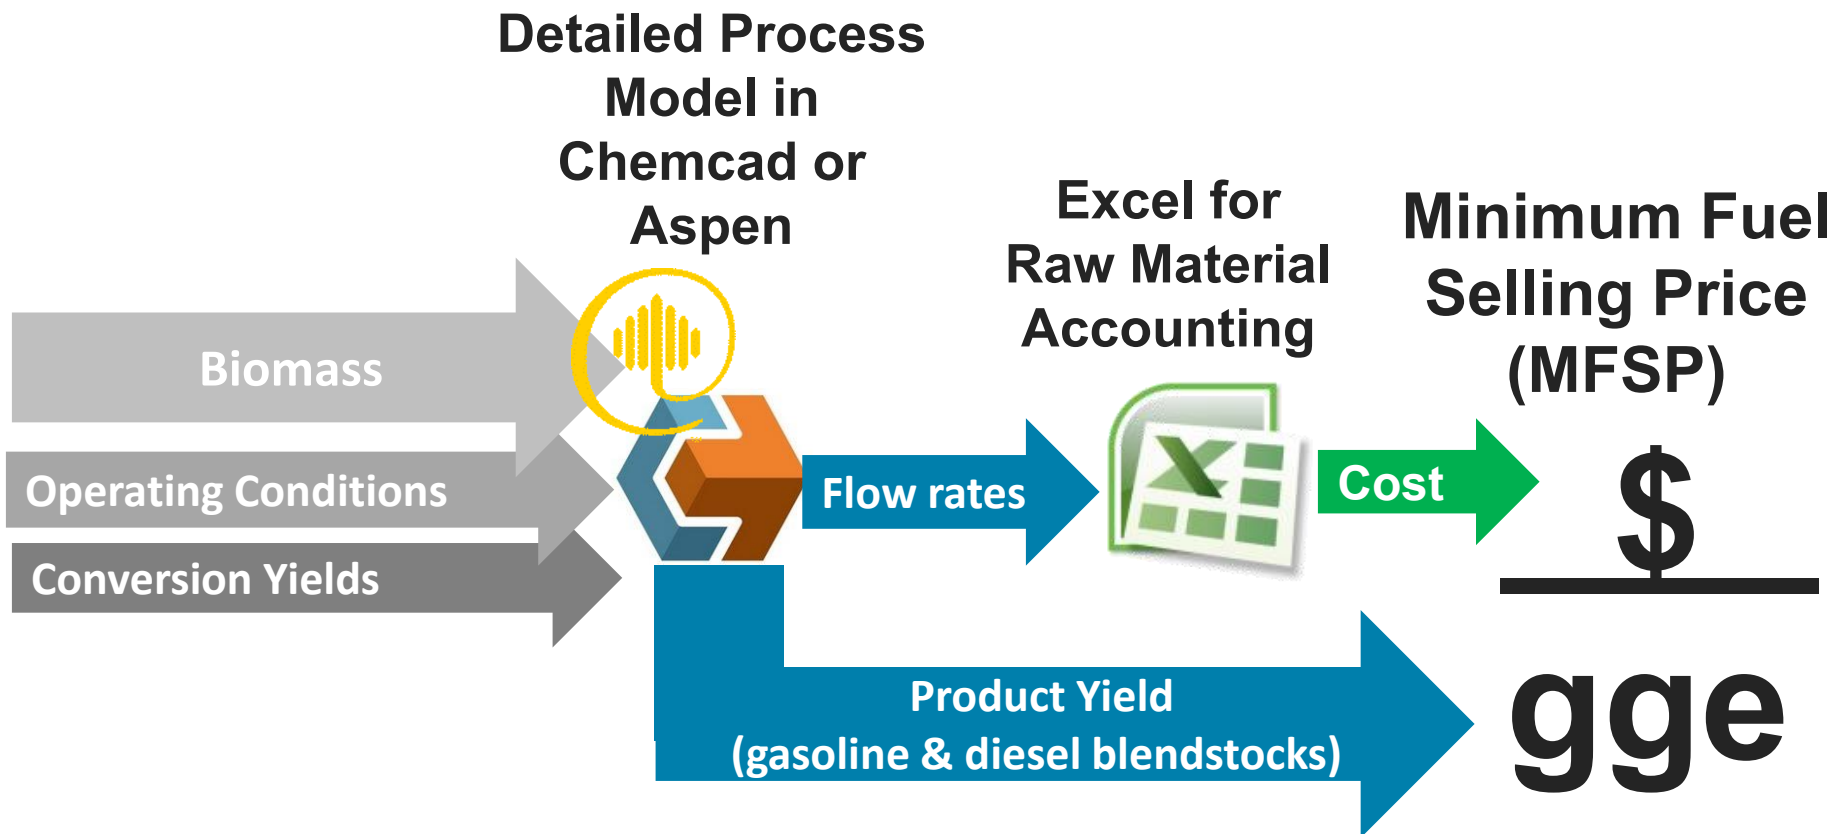 Detailed Process
Model in
Chemcad or
Aspen
Biomass
Operating Conditions
Conversion Yields
Flow rates
Excel for
Raw Material
Accounting
Cost
Minimum Fuel
Selling Price
(MFSP)
$
gge
Product Yield
(gasoline & diesel blendstocks)